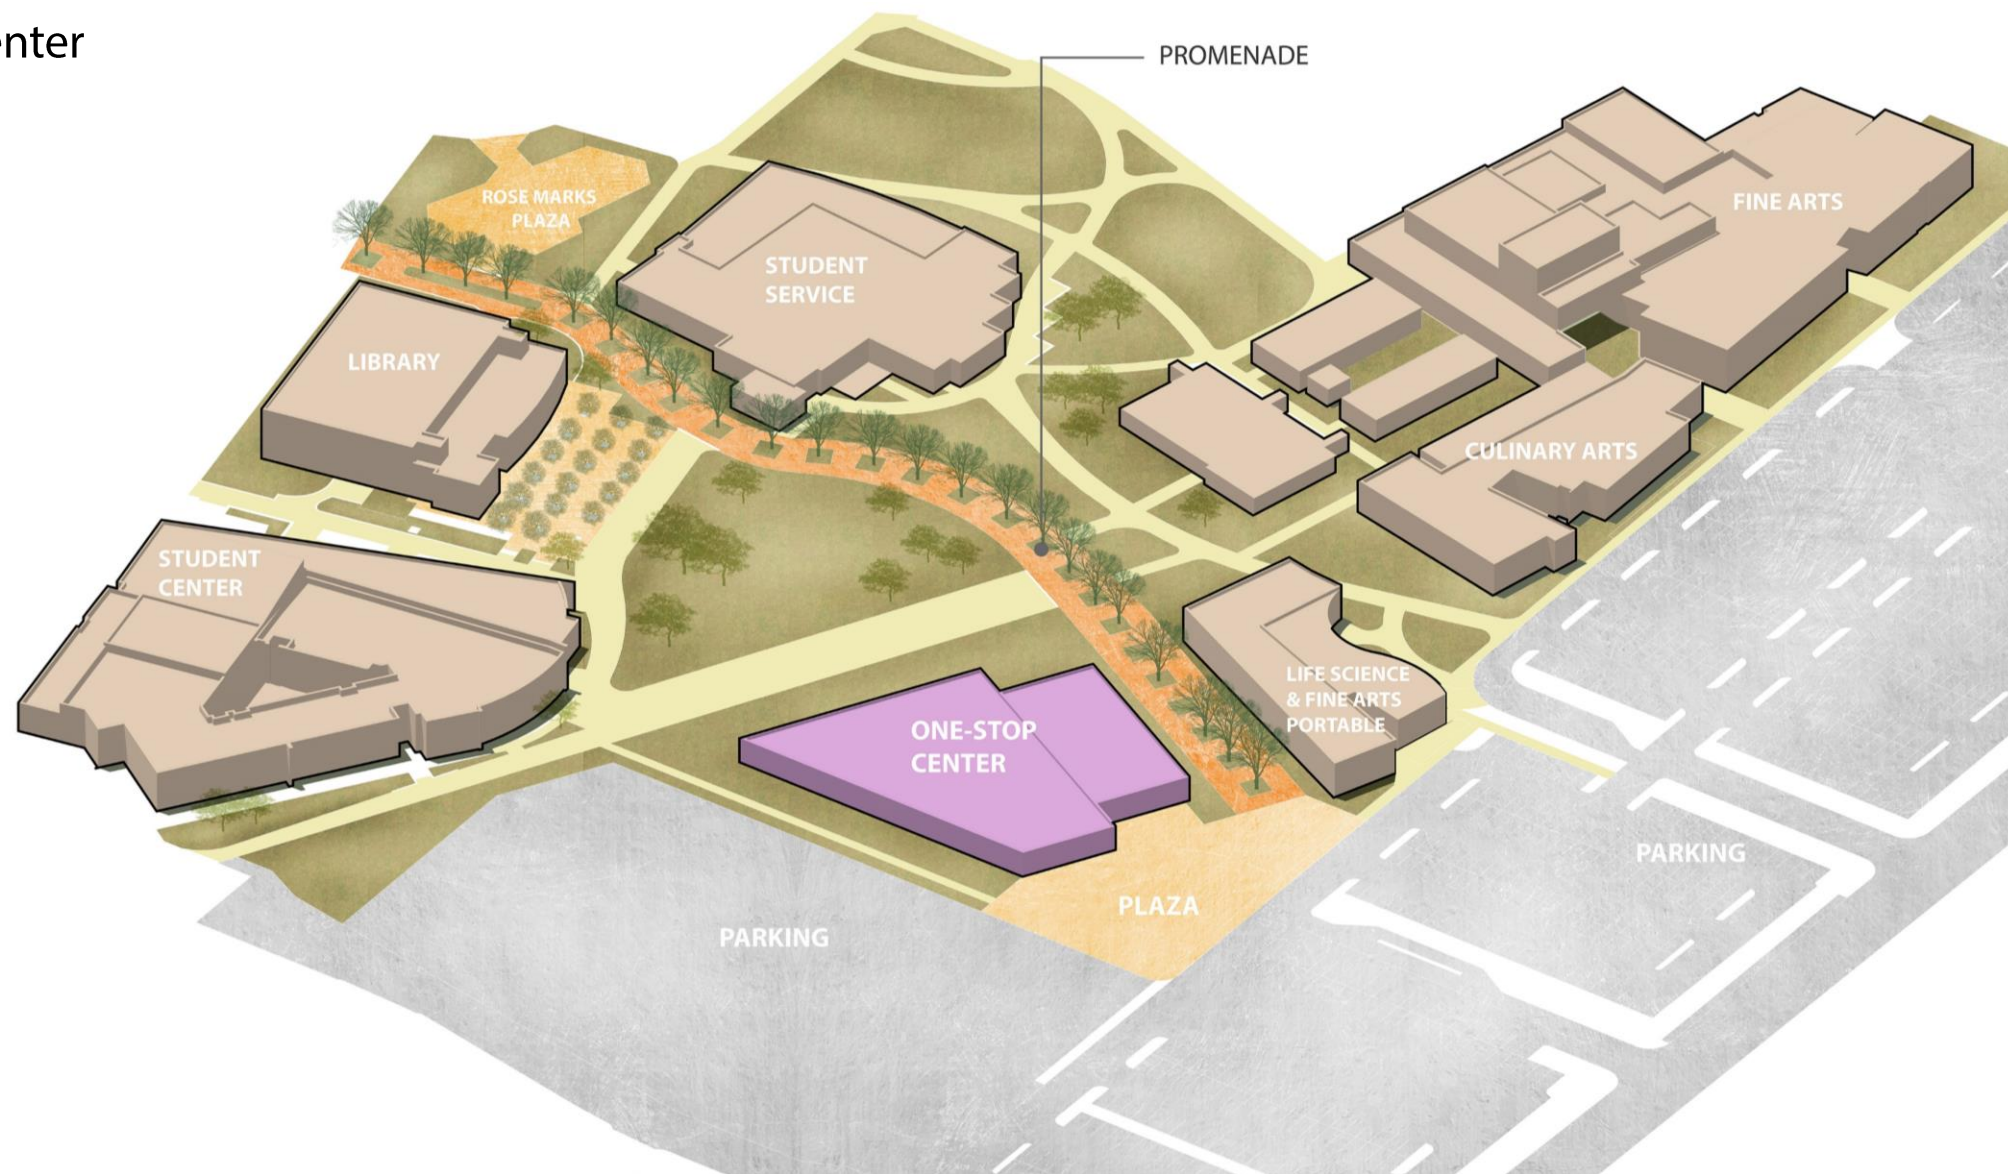 enter
PROMENADE
ROSE MARKS
PLAZA
FINE ARTS
STUDENT
SERVICE
LIBRARY
CULINARY ARTS
STUDENT
CENTER
LIFE SCIENCE
& FINE ARTS
PORTABLE
ONE-STOP
CENTER
PARKING
PLAZA
PARKING